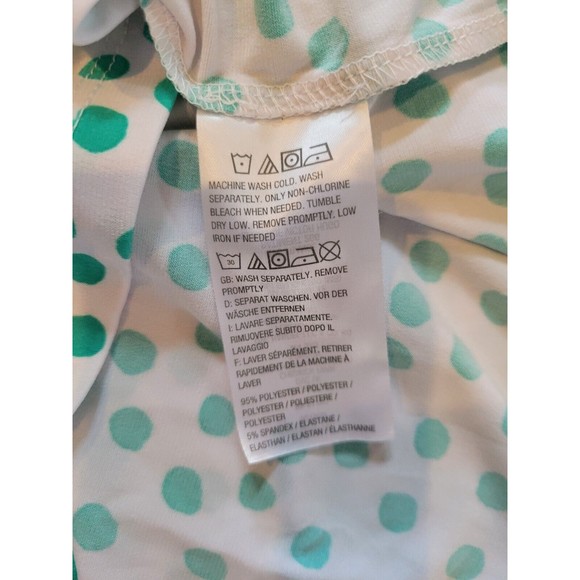 MACHINE WASH COLD. WASH
SEPARATELY. ONLY NON-CHLORINE
BLEACH WHEN NEEDED. TUMBLE
DRY LOW. REMOVE PROMPTLY. LOW
IRON IF NEEDED
30
GB: WASH SEPARATELY. REMOVE
PROMPTLY
D: SEPARAT WASCHEN. VOR DER
WÄSCHE ENTFERNEN
I: LAVARE SEPARATAMENTE.
RIMUOVERE SUBITO DOPO IL
LAVAGGIO
F: LAVER SÉPARÉMENT. RETIRER
RAPIDEMENT DE LA MACHINE À
LAVER
95% POLYESTER / POLYESTER /
POLYESTER / POLIESTERE /
POLYESTER
5% SPANDEX / ELASTANE /
ELASTHAN / ELASTAN / ELASTHANNE